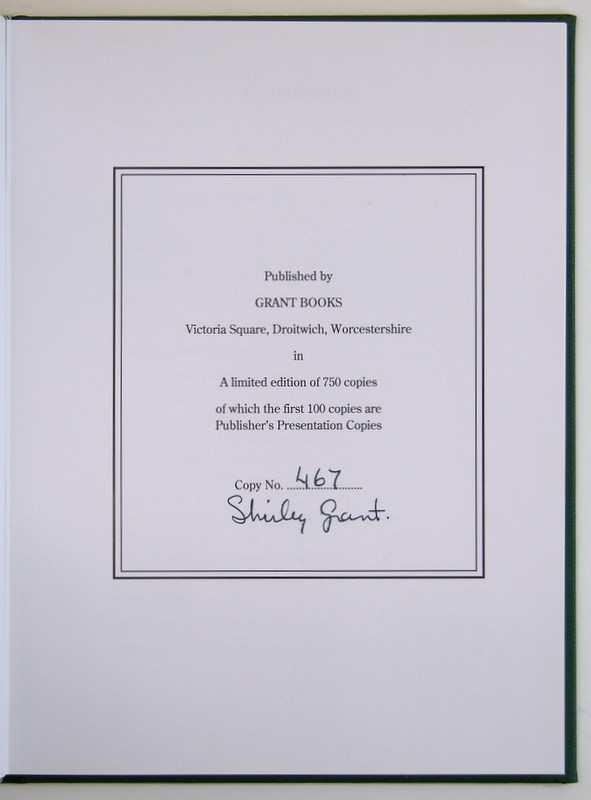 Published by
GRANT BOOKS
Victoria Square, Droitwich, Worcestershire
in
A limited edition of 750 copies
of which the first 100 copies are
Publisher's Presentation Copies
Copy No. .... 467 ....
Shirley Grant.